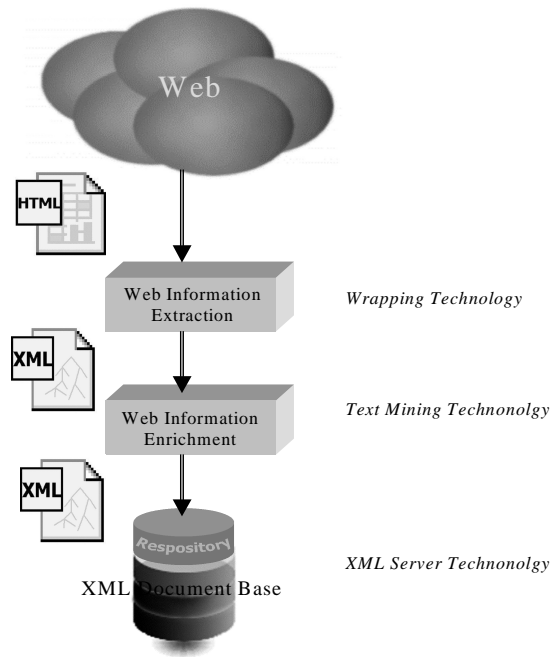 Web
HTML
Web Information
Extraction
Wrapping Technology
XML
Web Information
Enrichment
Text Mining Technonolgy
XML
Respository
XML Server Technonolgy
XML Document Base